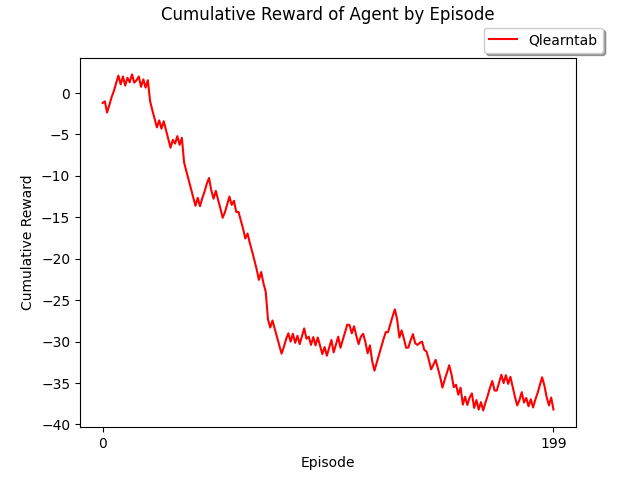 Cumulative Reward of Agent by Episode
Qlearntab
0
−5
−10
−15
−20
−25
−30
−35
−40
Cumulative Reward
0
199
Episode